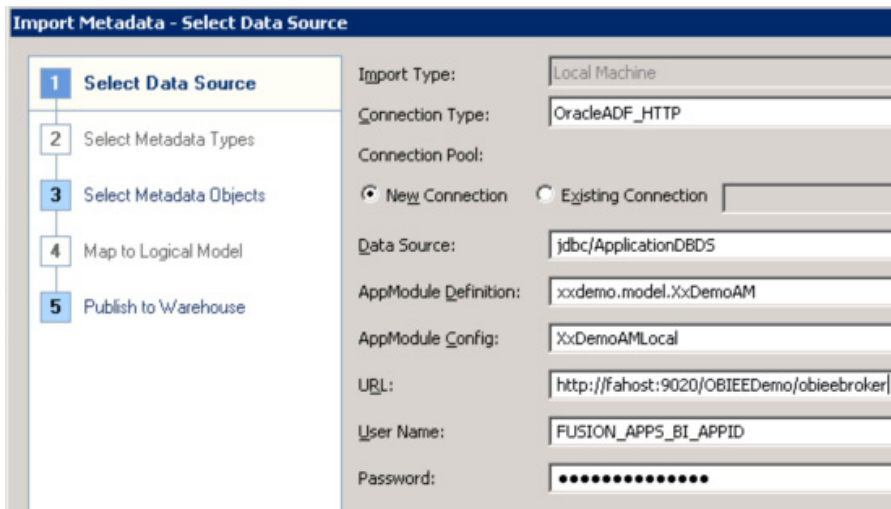 Import Metadata - Select Data Source
1 Select Data Source
2 Select Metadata Types
3 Select Metadata Objects
4 Map to Logical Model
5 Publish to Warehouse
Import Type: Local Machine
Connection Type: OracleADF_HTTP
Connection Pool:
New Connection Existing Connection
Data Source: jdbc/ApplicationDBDS
AppModule Definition: xxdemo.model.XxDemoAM
AppModule Config: XxDemoAMLocal
URL: http://fahost:9020/OBIEEDemo/obieebroker
User Name: FUSION_APPS_BI_APPID
Password: ●●●●●●●●●●●●●●